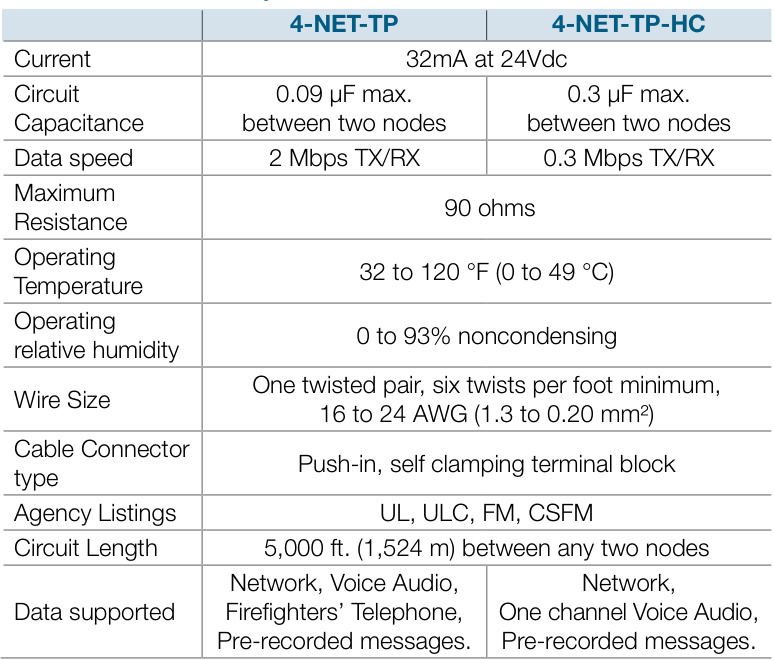 4-NET-TP 4-NET-TP-HC
Current 32mA at 24Vdc
Circuit Capacitance 0.09 µF max. between two nodes 0.3 µF max. between two nodes
Data speed 2 Mbps TX/RX 0.3 Mbps TX/RX
Maximum Resistance 90 ohms
Operating Temperature 32 to 120 °F (0 to 49 °C)
Operating relative humidity 0 to 93% noncondensing
Wire Size One twisted pair, six twists per foot minimum, 16 to 24 AWG (1.3 to 0.20 mm²)
Cable Connector type Push-in, self clamping terminal block
Agency Listings UL, ULC, FM, CSFM
Circuit Length 5,000 ft. (1,524 m) between any two nodes
Data supported Network, Voice Audio, Firefighters’ Telephone, Pre-recorded messages. Network, One channel Voice Audio, Pre-recorded messages.